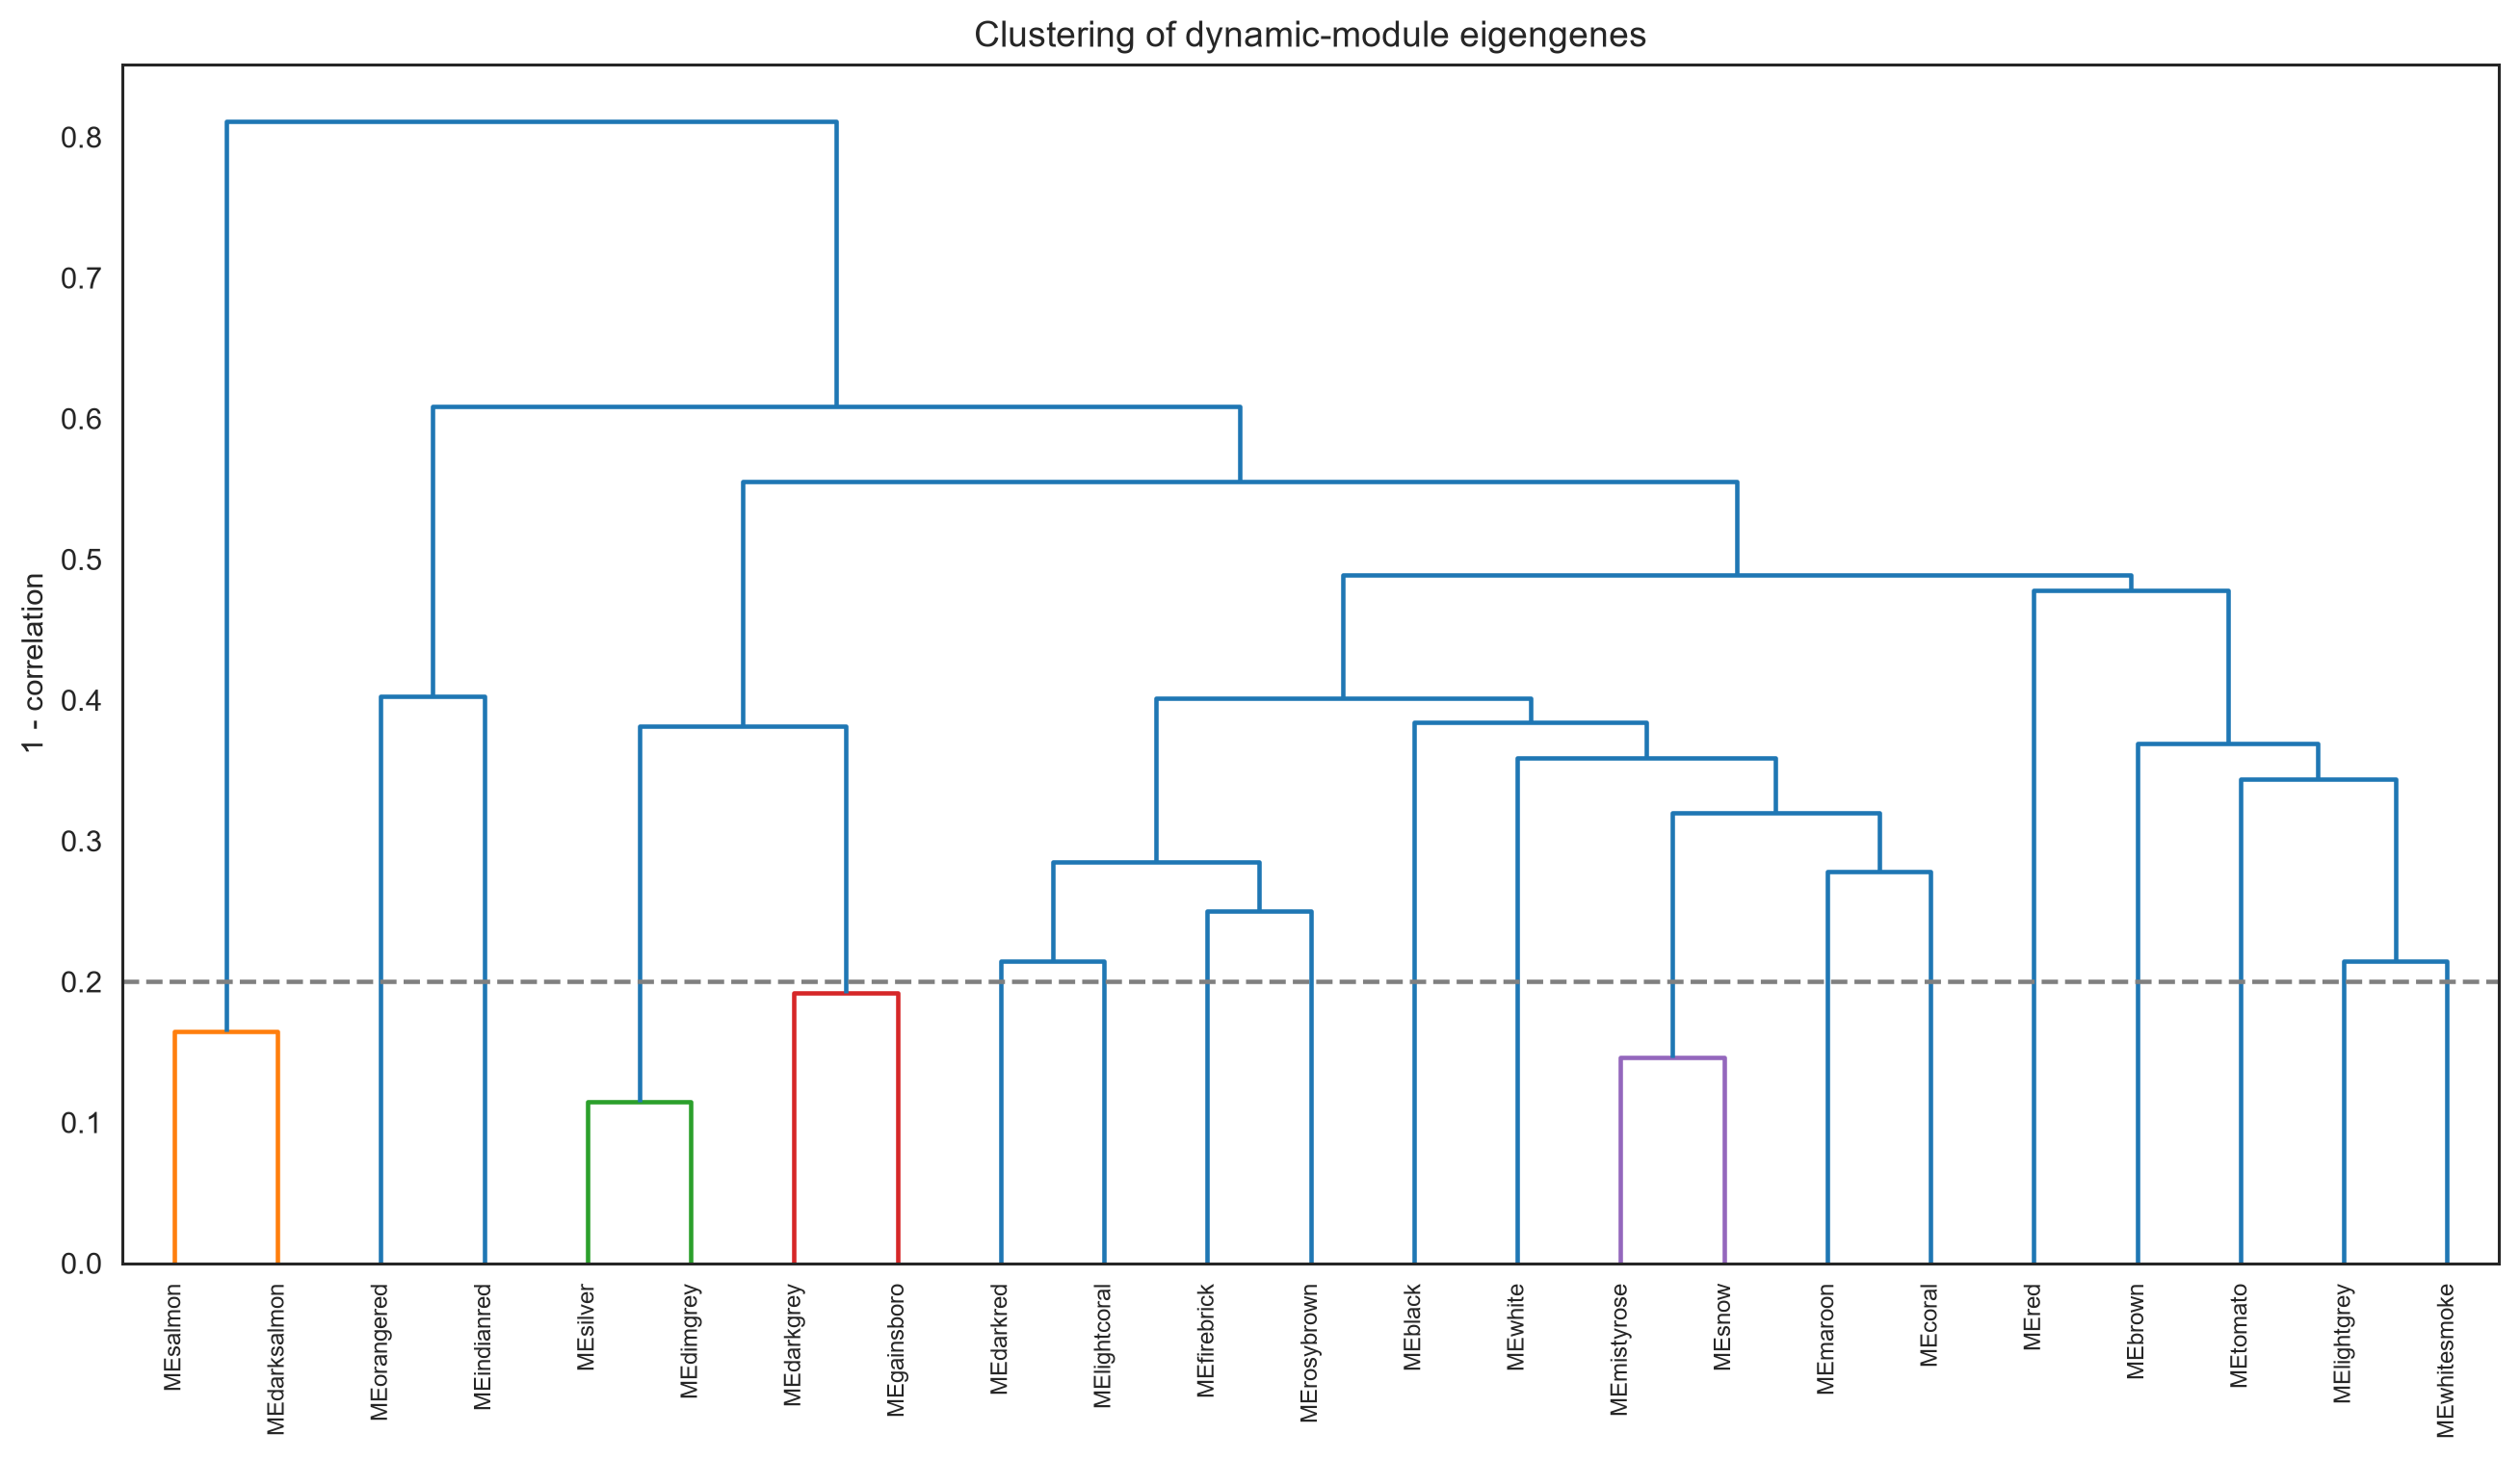 Clustering of dynamic-module eigengenes
1 - correlation
0.8
0.7
0.6
0.5
0.4
0.3
0.2
0.1
0.0
MEsalmon
MEdarksalmon
MEorangered
MEindianred
MEsilver
MEdimgrey
MEdarkgrey
MEgainsboro
MEdarkred
MElightcoral
MEfirebrick
MErosybrown
MEblack
MEwhite
MEmistyrose
MEsnow
MEmaroon
MEcoral
MEred
MEbrown
MEtomato
MElightgrey
MEwhitesmoke